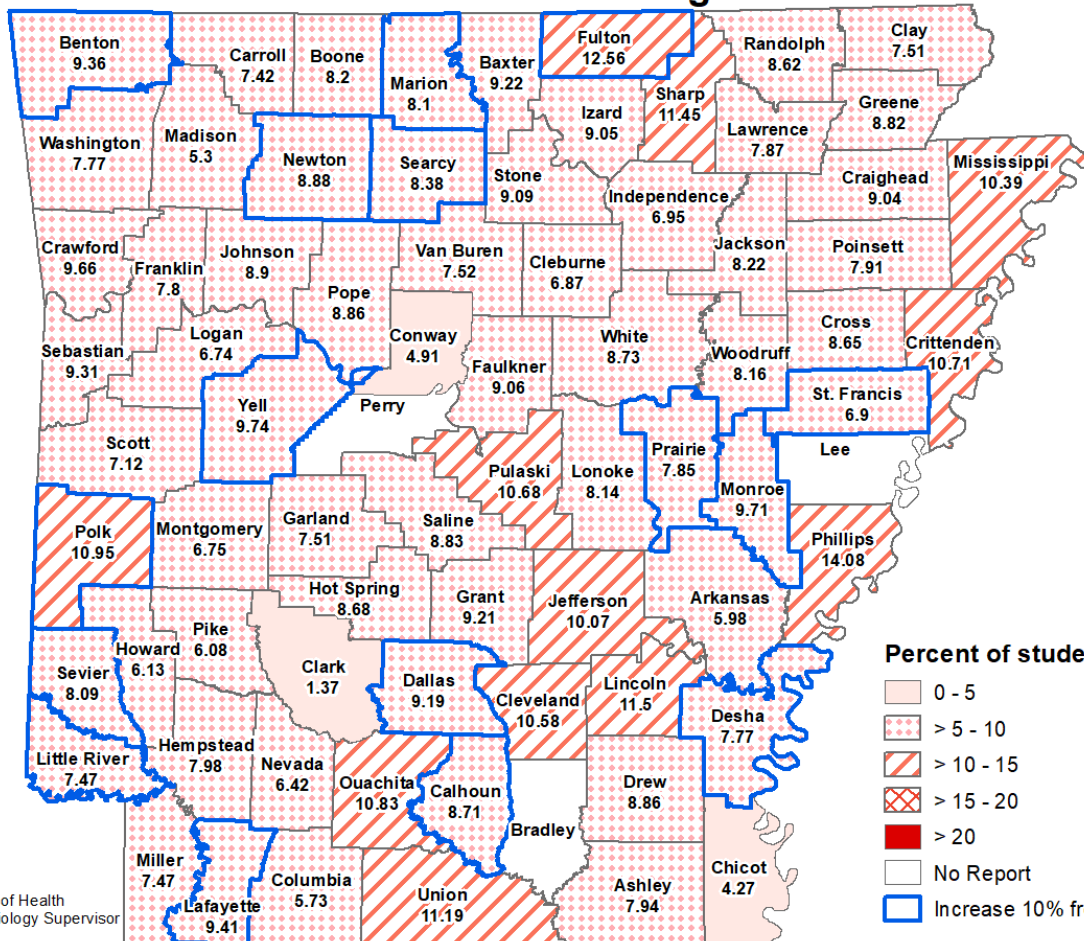 Benton
9.36
Carroll
7.42
Boone
8.2
Marion
8.1
Baxter
9.22
Fulton
12.56
Sharp
11.45
Randolph
8.62
Clay
7.51
Greene
8.82
Washington
7.77
Madison
5.3
Newton
8.88
Searcy
8.38
Stone
9.09
Izard
9.05
Lawrence
7.87
Independence
6.95
Craighead
9.04
Mississippi
10.39
Crawford
9.66
Franklin
7.8
Johnson
8.9
Pope
8.86
Van Buren
7.52
Cleburne
6.87
Jackson
8.22
Poinsett
7.91
Sebastian
9.31
Logan
6.74
Conway
4.91
Faulkner
9.06
White
8.73
Woodruff
8.16
Cross
8.65
Crittenden
10.71
Yell
9.74
Perry
St. Francis
6.9
Lee
Scott
7.12
Pulaski
10.68
Lonoke
8.14
Prairie
7.85
Monroe
9.71
Polk
10.95
Montgomery
6.75
Garland
7.51
Saline
8.83
Phillips
14.08
Hot Spring
8.68
Grant
9.21
Jefferson
10.07
Arkansas
5.98
Pike
6.08
Howard
6.13
Sevier
8.09
Clark
1.37
Dallas
9.19
Cleveland
10.58
Lincoln
11.5
Desha
7.77
Little River
7.47
Hempstead
7.98
Nevada
6.42
Ouachita
10.83
Calhoun
8.71
Bradley
Drew
8.86
Miller
7.47
Lafayette
9.41
Columbia
5.73
Union
11.19
Ashley
7.94
Chicot
4.27
Percent of stude
0 - 5
> 5 - 10
> 10 - 15
> 15 - 20
> 20
No Report
Increase 10% fr
of Health
ology Supervisor